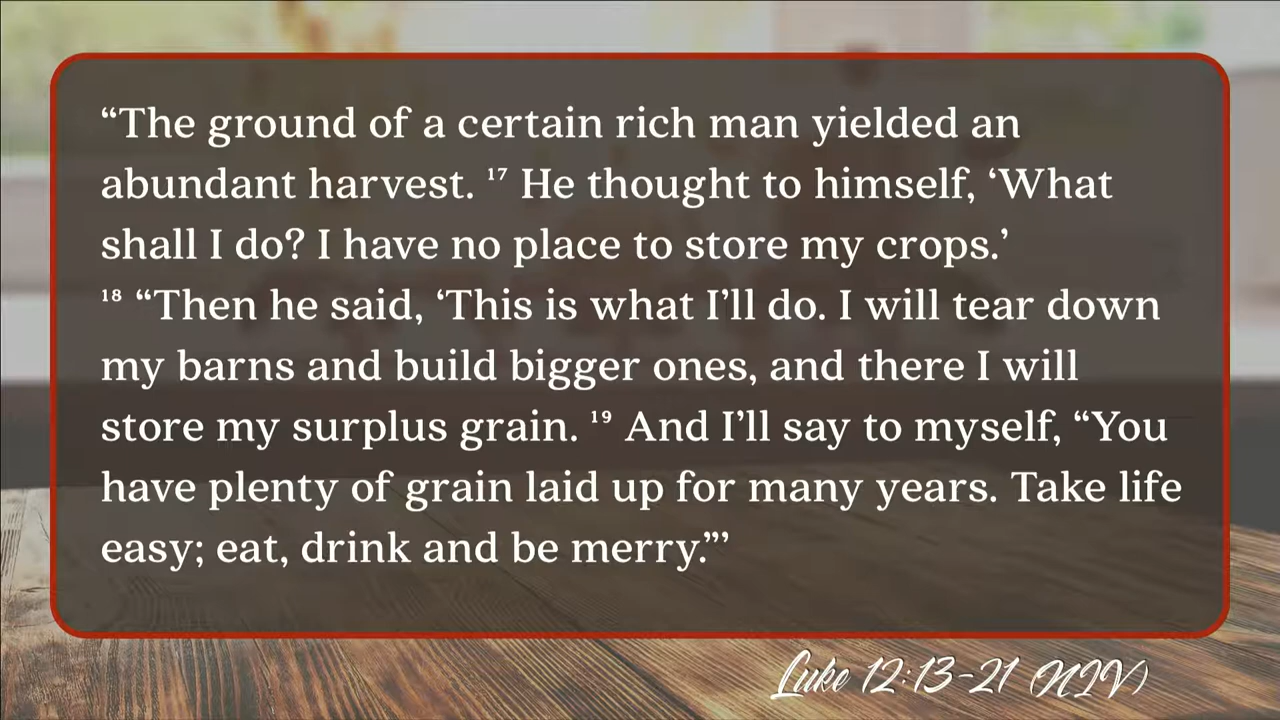 “The ground of a certain rich man yielded an
abundant harvest. ¹⁷ He thought to himself, ‘What
shall I do? I have no place to store my crops.’
¹⁸ “Then he said, ‘This is what I’ll do. I will tear down
my barns and build bigger ones, and there I will
store my surplus grain. ¹⁹ And I’ll say to myself, “You
have plenty of grain laid up for many years. Take life
easy; eat, drink and be merry.”’
Luke 12:13-21 (NIV)